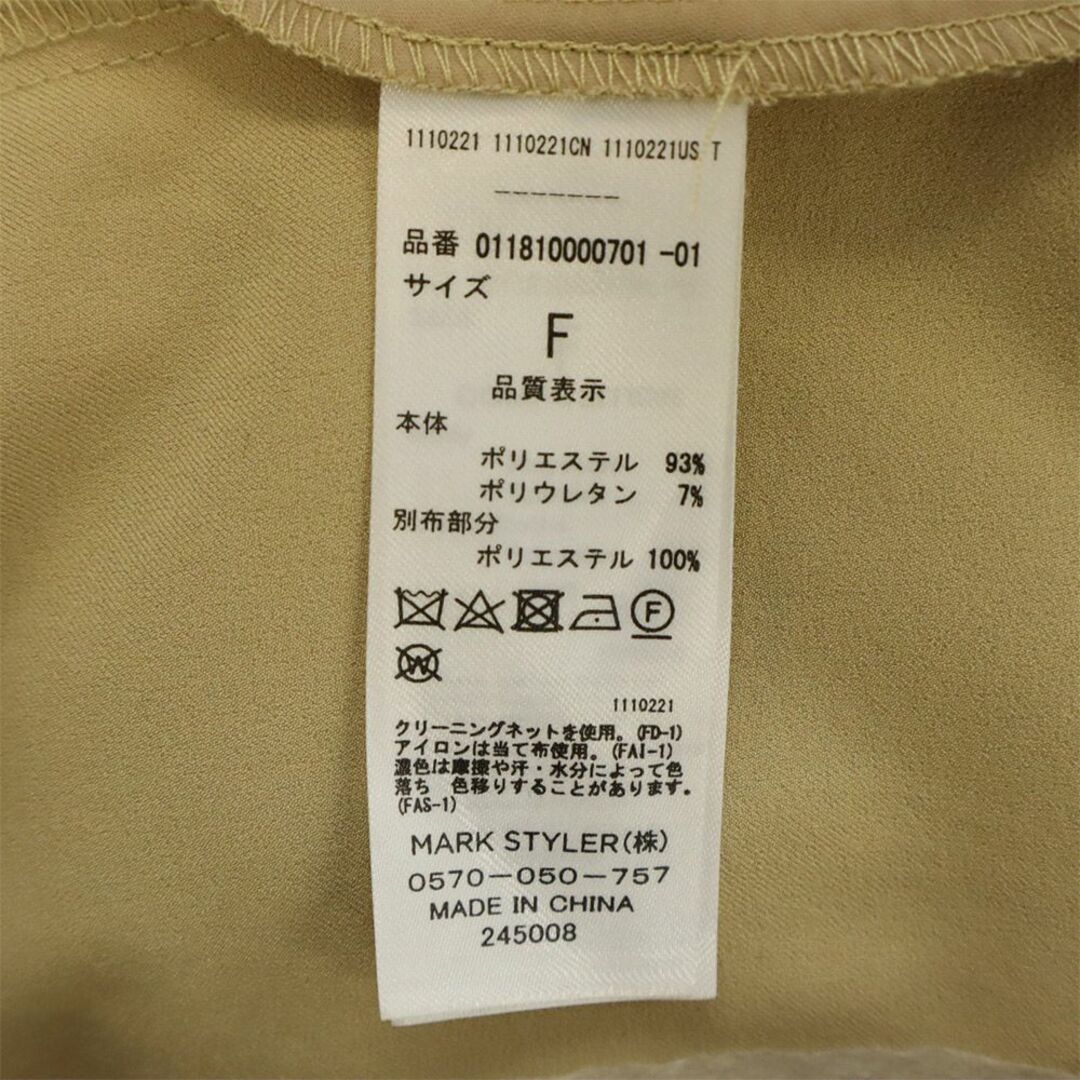 1110221 1110221CN 1110221US T
-------
品番 011810000701 -01
サイズ
F
品質表示
本体
ポリエステル 93%
ポリウレタン 7%
別布部分
ポリエステル 100%
F
W
1110221
クリーニングネットを使用。(FD-1)
アイロンは当て布使用。(FAI-1)
濃色は摩擦や汗・水分によって色
落ち 色移りすることがあります。
(FAS-1)
MARK STYLER(株)
0570-050-757
MADE IN CHINA
245008